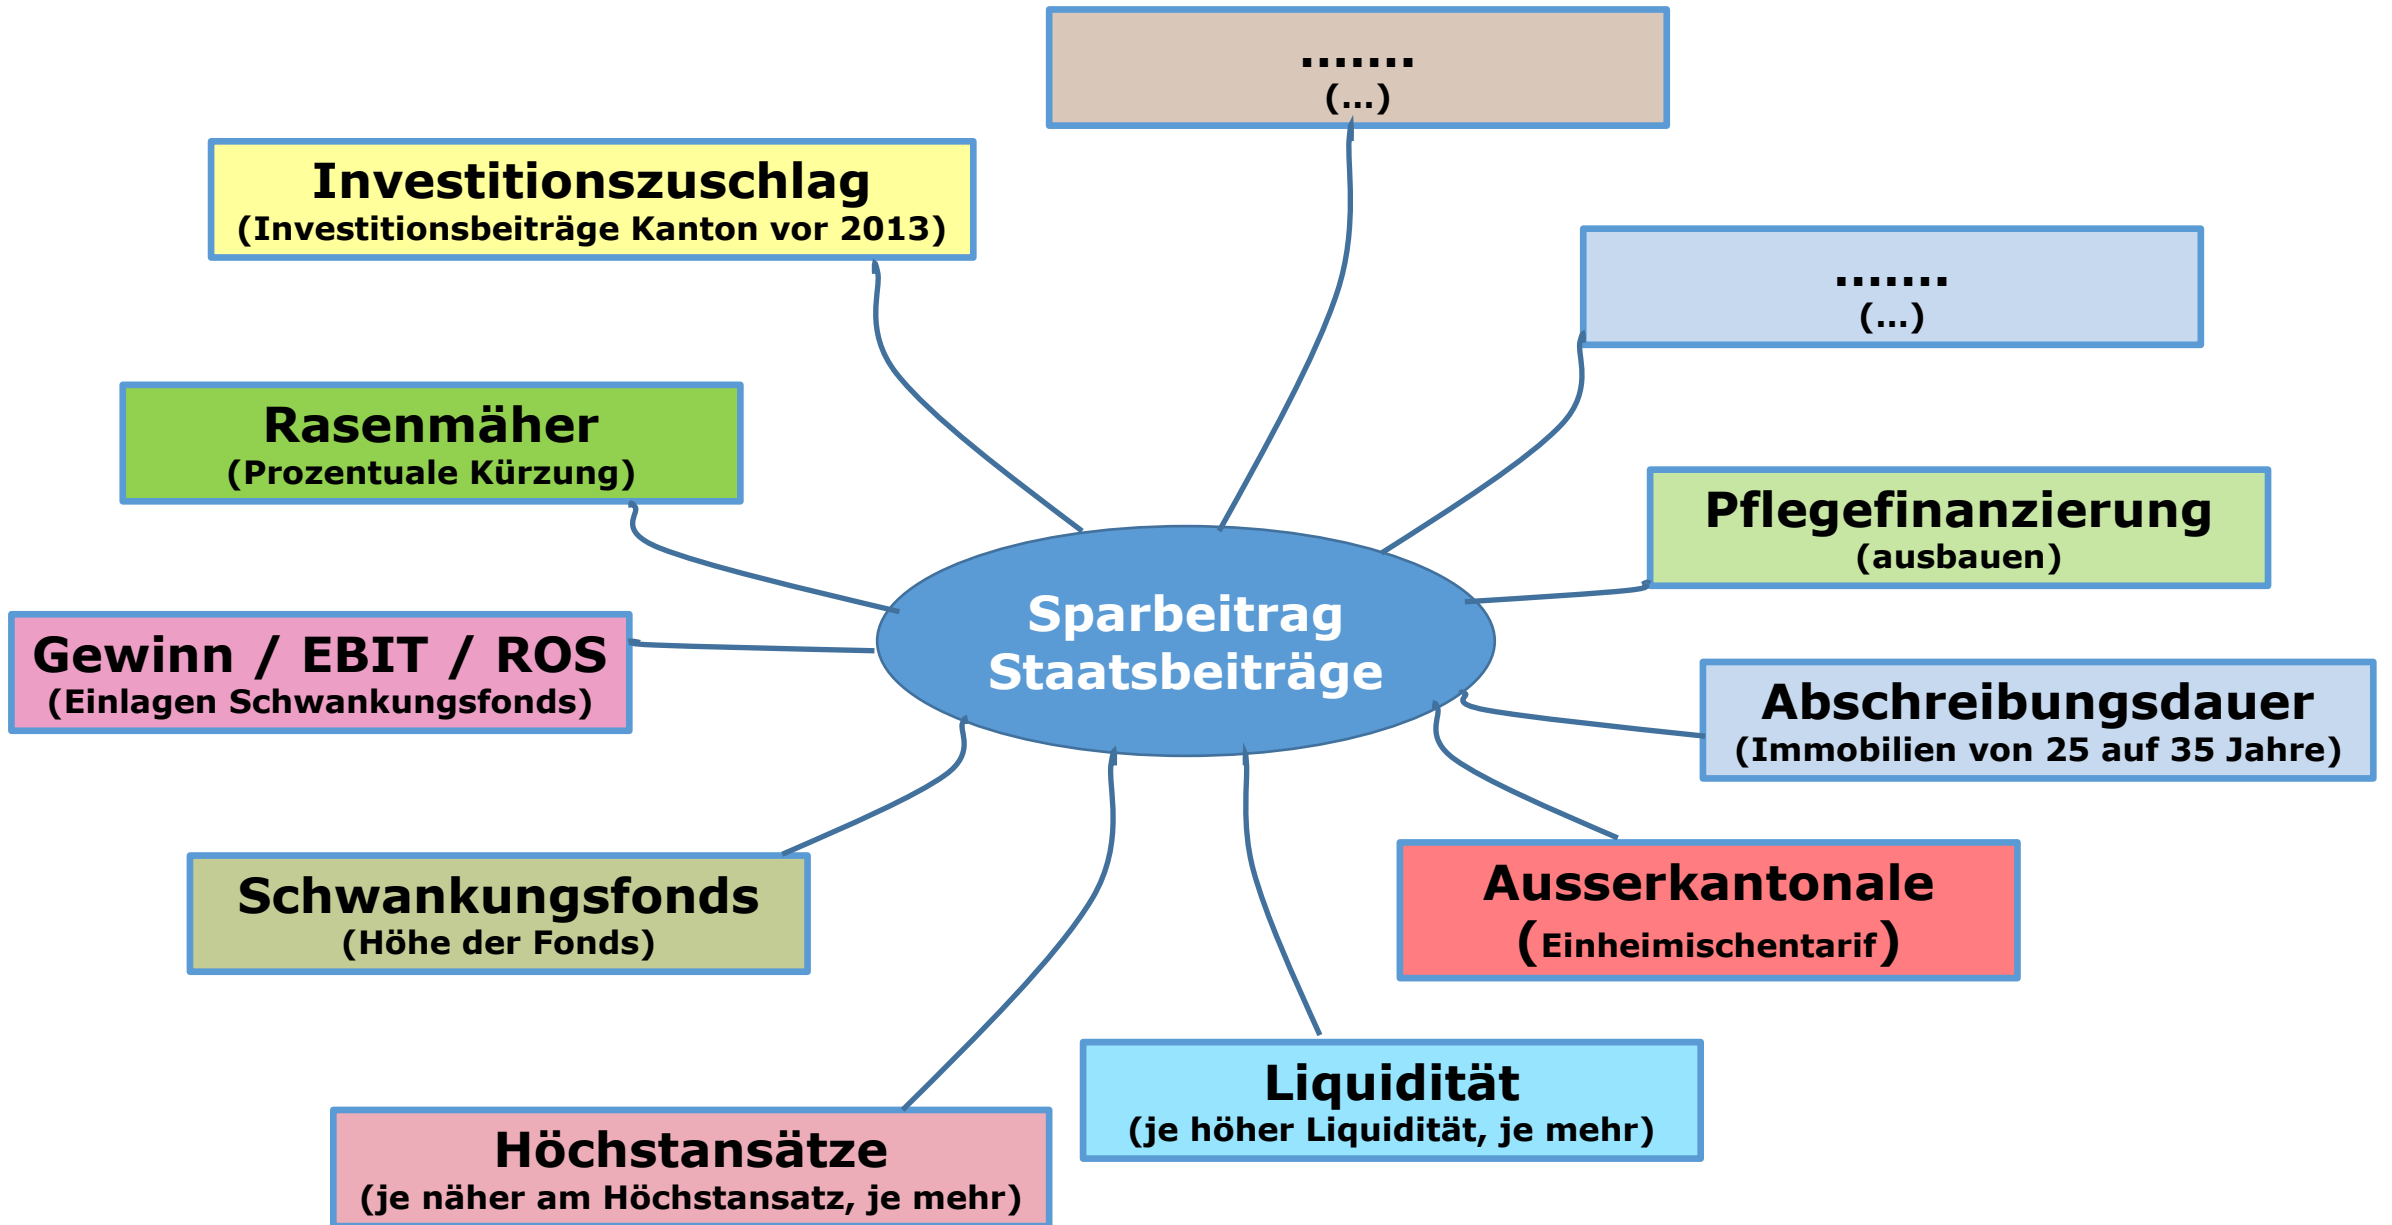 .......
(...)
Investitionszuschlag
(Investitionsbeiträge Kanton vor 2013)
.......
(...)
Rasenmäher
(Prozentuale Kürzung)
Pflegefinanzierung
(ausbauen)
Sparbeitrag
Staatsbeiträge
Gewinn / EBIT / ROS
(Einlagen Schwankungsfonds)
Abschreibungsdauer
(Immobilien von 25 auf 35 Jahre)
Schwankungsfonds
(Höhe der Fonds)
Ausserkantonale
(Einheimischentarif)
Liquidität
(je höher Liquidität, je mehr)
Höchstansätze
(je näher am Höchstansatz, je mehr)